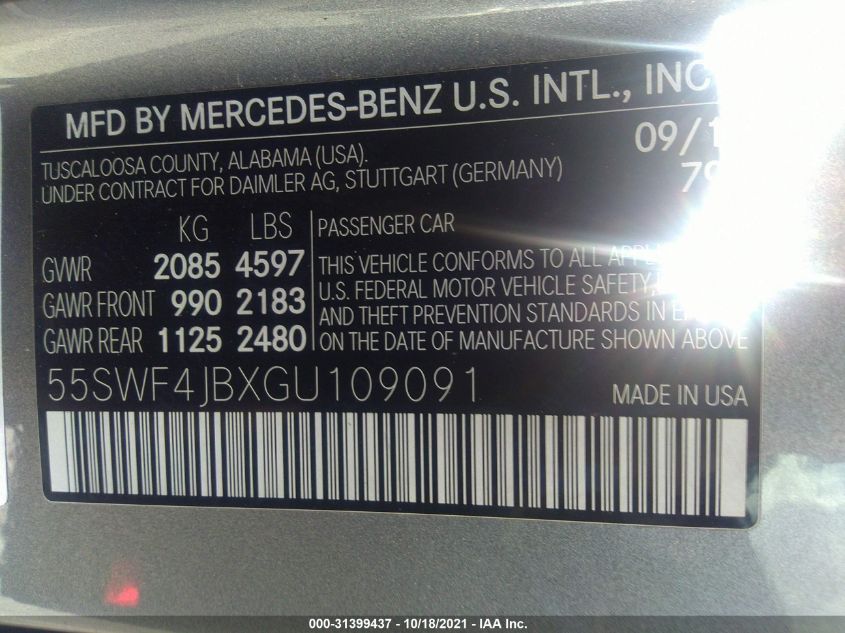 MFD BY MERCEDES-BENZ U.S. INTL., INC
TUSCALOOSA COUNTY, ALABAMA (USA).
UNDER CONTRACT FOR DAIMLER AG, STUTTGART (GERMANY)
KG LBS
GVWR 2085 4597
GAWR FRONT 990 2183
GAWR REAR 1125 2480
PASSENGER CAR
THIS VEHICLE CONFORMS TO ALL
U.S. FEDERAL MOTOR VEHICLE SAFETY,
AND THEFT PREVENTION STANDARDS IN
ON THE DATE OF MANUFACTURE SHOWN ABOVE
55SWF4JBXGU109091
MADE IN USA
000-31399437 - 10/18/2021 - IAA Inc.